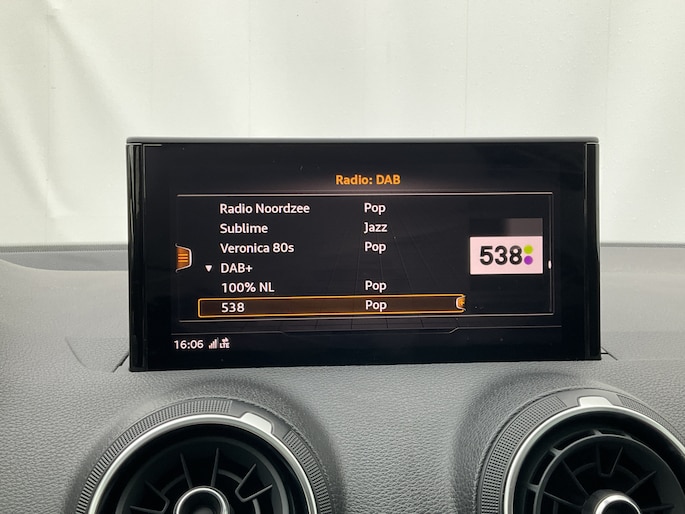 Radio: DAB
Radio Noordzee Pop
Sublime Jazz
Veronica 80s Pop
DAB+
100% NL Pop
538 Pop
538
16:06 LTE